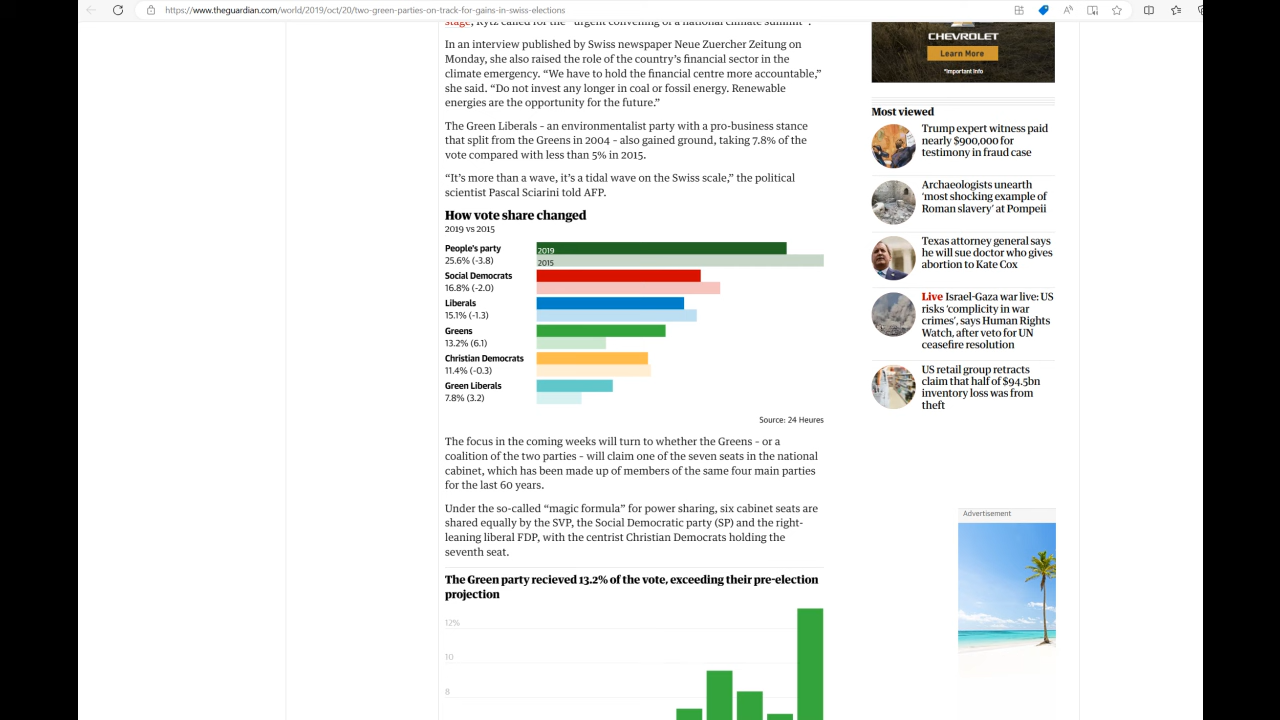 https://www.theguardian.com/world/2019/oct/20/two-green-parties-on-track-for-gains-in-swiss-elections
stage, Rytz called for the “urgent convening of a national climate summit”.
In an interview published by Swiss newspaper Neue Zuercher Zeitung on
Monday, she also raised the role of the country’s financial sector in the
climate emergency. “We have to hold the financial centre more accountable,”
she said. “Do not invest any longer in coal or fossil energy. Renewable
energies are the opportunity for the future.”
The Green Liberals – an environmentalist party with a pro-business stance
that split from the Greens in 2004 – also gained ground, taking 7.8% of the
vote compared with less than 5% in 2015.
“It’s more than a wave, it’s a tidal wave on the Swiss scale,” the political
scientist Pascal Sciarini told AFP.
How vote share changed
2019 vs 2015
People's party
25.6% (-3.8)
2019
2015
Social Democrats
16.8% (-2.0)
Liberals
15.1% (-1.3)
Greens
13.2% (6.1)
Christian Democrats
11.4% (-0.3)
Green Liberals
7.8% (3.2)
Source: 24 Heures
The focus in the coming weeks will turn to whether the Greens – or a
coalition of the two parties – will claim one of the seven seats in the national
cabinet, which has been made up of members of the same four main parties
for the last 60 years.
Under the so-called “magic formula” for power sharing, six cabinet seats are
shared equally by the SVP, the Social Democratic party (SP) and the right-
leaning liberal FDP, with the centrist Christian Democrats holding the
seventh seat.
The Green party recieved 13.2% of the vote, exceeding their pre-election
projection
12%
10
8
CHEVROLET
Learn More
*Important Info
Most viewed
Trump expert witness paid
nearly $900,000 for
testimony in fraud case
Archaeologists unearth
‘most shocking example of
Roman slavery’ at Pompeii
Texas attorney general says
he will sue doctor who gives
abortion to Kate Cox
Live Israel-Gaza war live: US
risks ‘complicity in war
crimes’, says Human Rights
Watch, after veto for UN
ceasefire resolution
US retail group retracts
claim that half of $94.5bn
inventory loss was from
theft
Advertisement